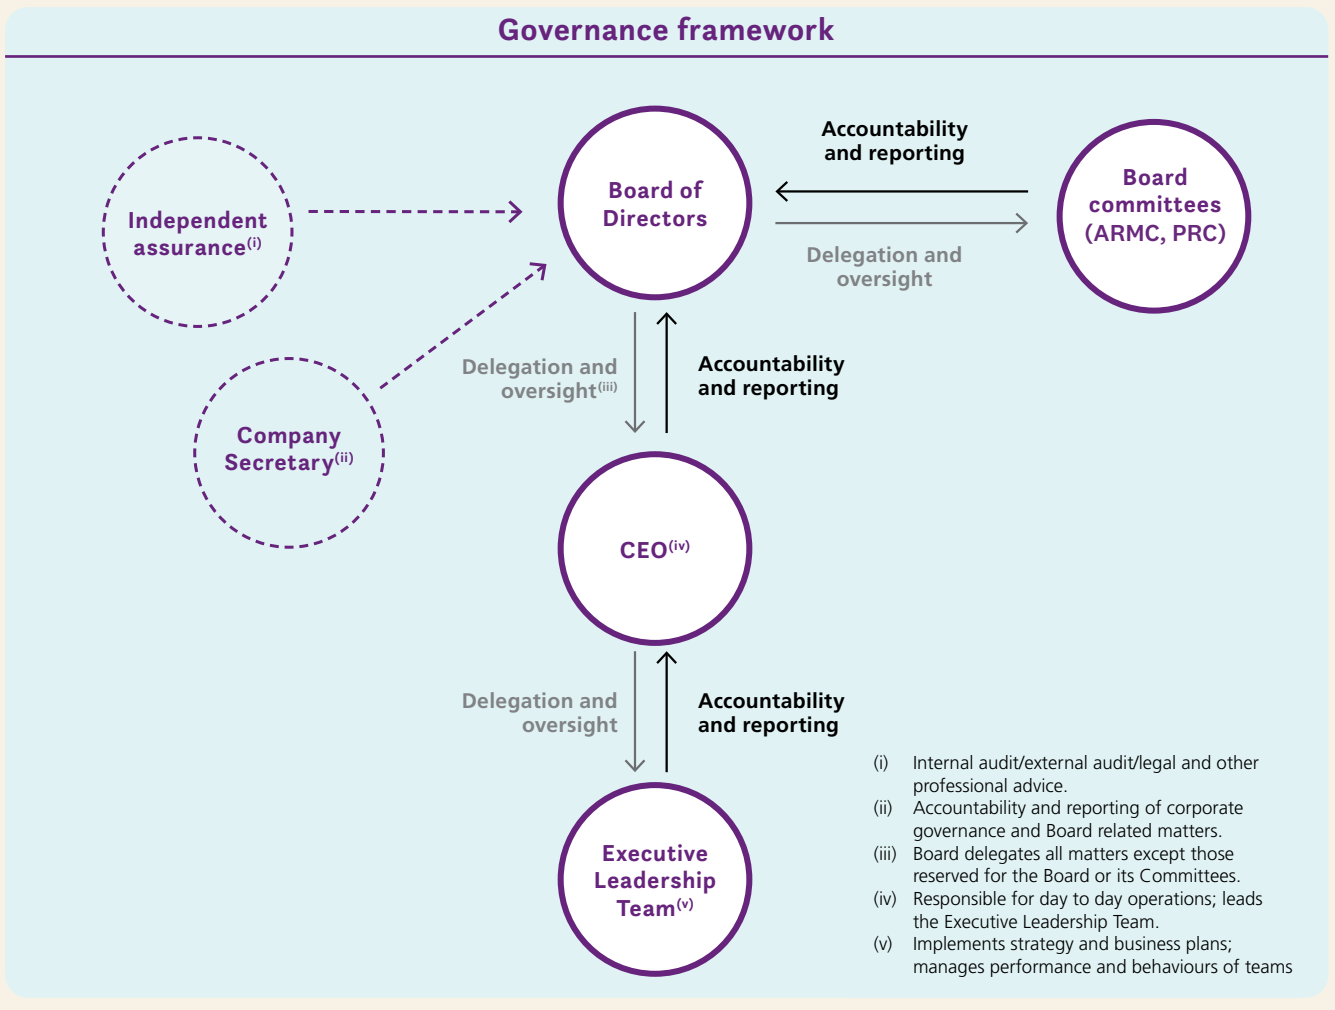 Governance framework
Independent
assurance(i)
Board of
Directors
Accountability
and reporting
Delegation and
oversight
Board
committees
(ARMC, PRC)
Company
Secretary(ii)
Delegation and
oversight(iii)
Accountability
and reporting
CEO(iv)
Delegation and
oversight
Accountability
and reporting
Executive
Leadership
Team(v)
(i) Internal audit/external audit/legal and other
professional advice.
(ii) Accountability and reporting of corporate
governance and Board related matters.
(iii) Board delegates all matters except those
reserved for the Board or its Committees.
(iv) Responsible for day to day operations; leads
the Executive Leadership Team.
(v) Implements strategy and business plans;
manages performance and behaviours of teams